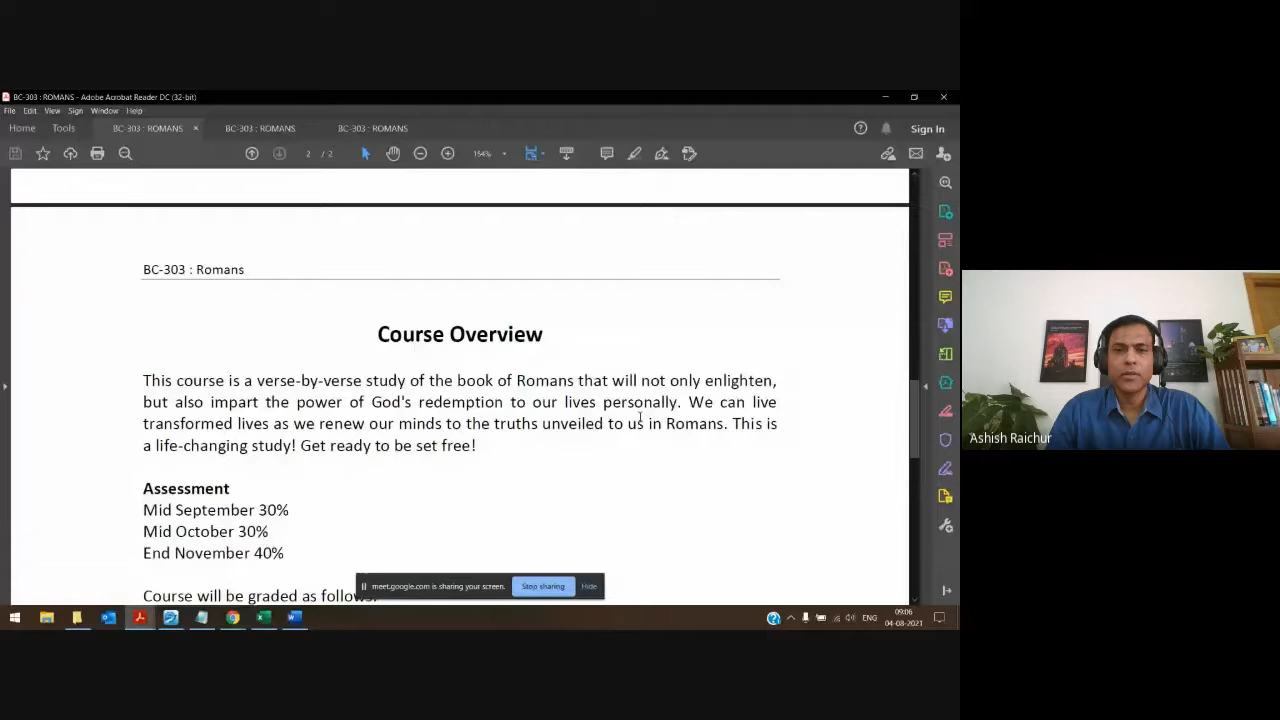 BC-303 : ROMANS - Adobe Acrobat Reader DC (32-bit)
File Edit View Sign Window Help
Home Tools BC-303 : ROMANS × BC-303 : ROMANS BC-303 : ROMANS Sign In
2 / 2 154%
BC-303 : Romans
Course Overview
This course is a verse-by-verse study of the book of Romans that will not only enlighten,
but also impart the power of God's redemption to our lives personally. We can live
transformed lives as we renew our minds to the truths unveiled to us in Romans. This is
a life-changing study! Get ready to be set free!
Assessment
Mid September 30%
Mid October 30%
End November 40%
Course will be graded as follows:
meet.google.com is sharing your screen. Stop sharing Hide
ENG
09:06
04-08-2021
Ashish Raichur